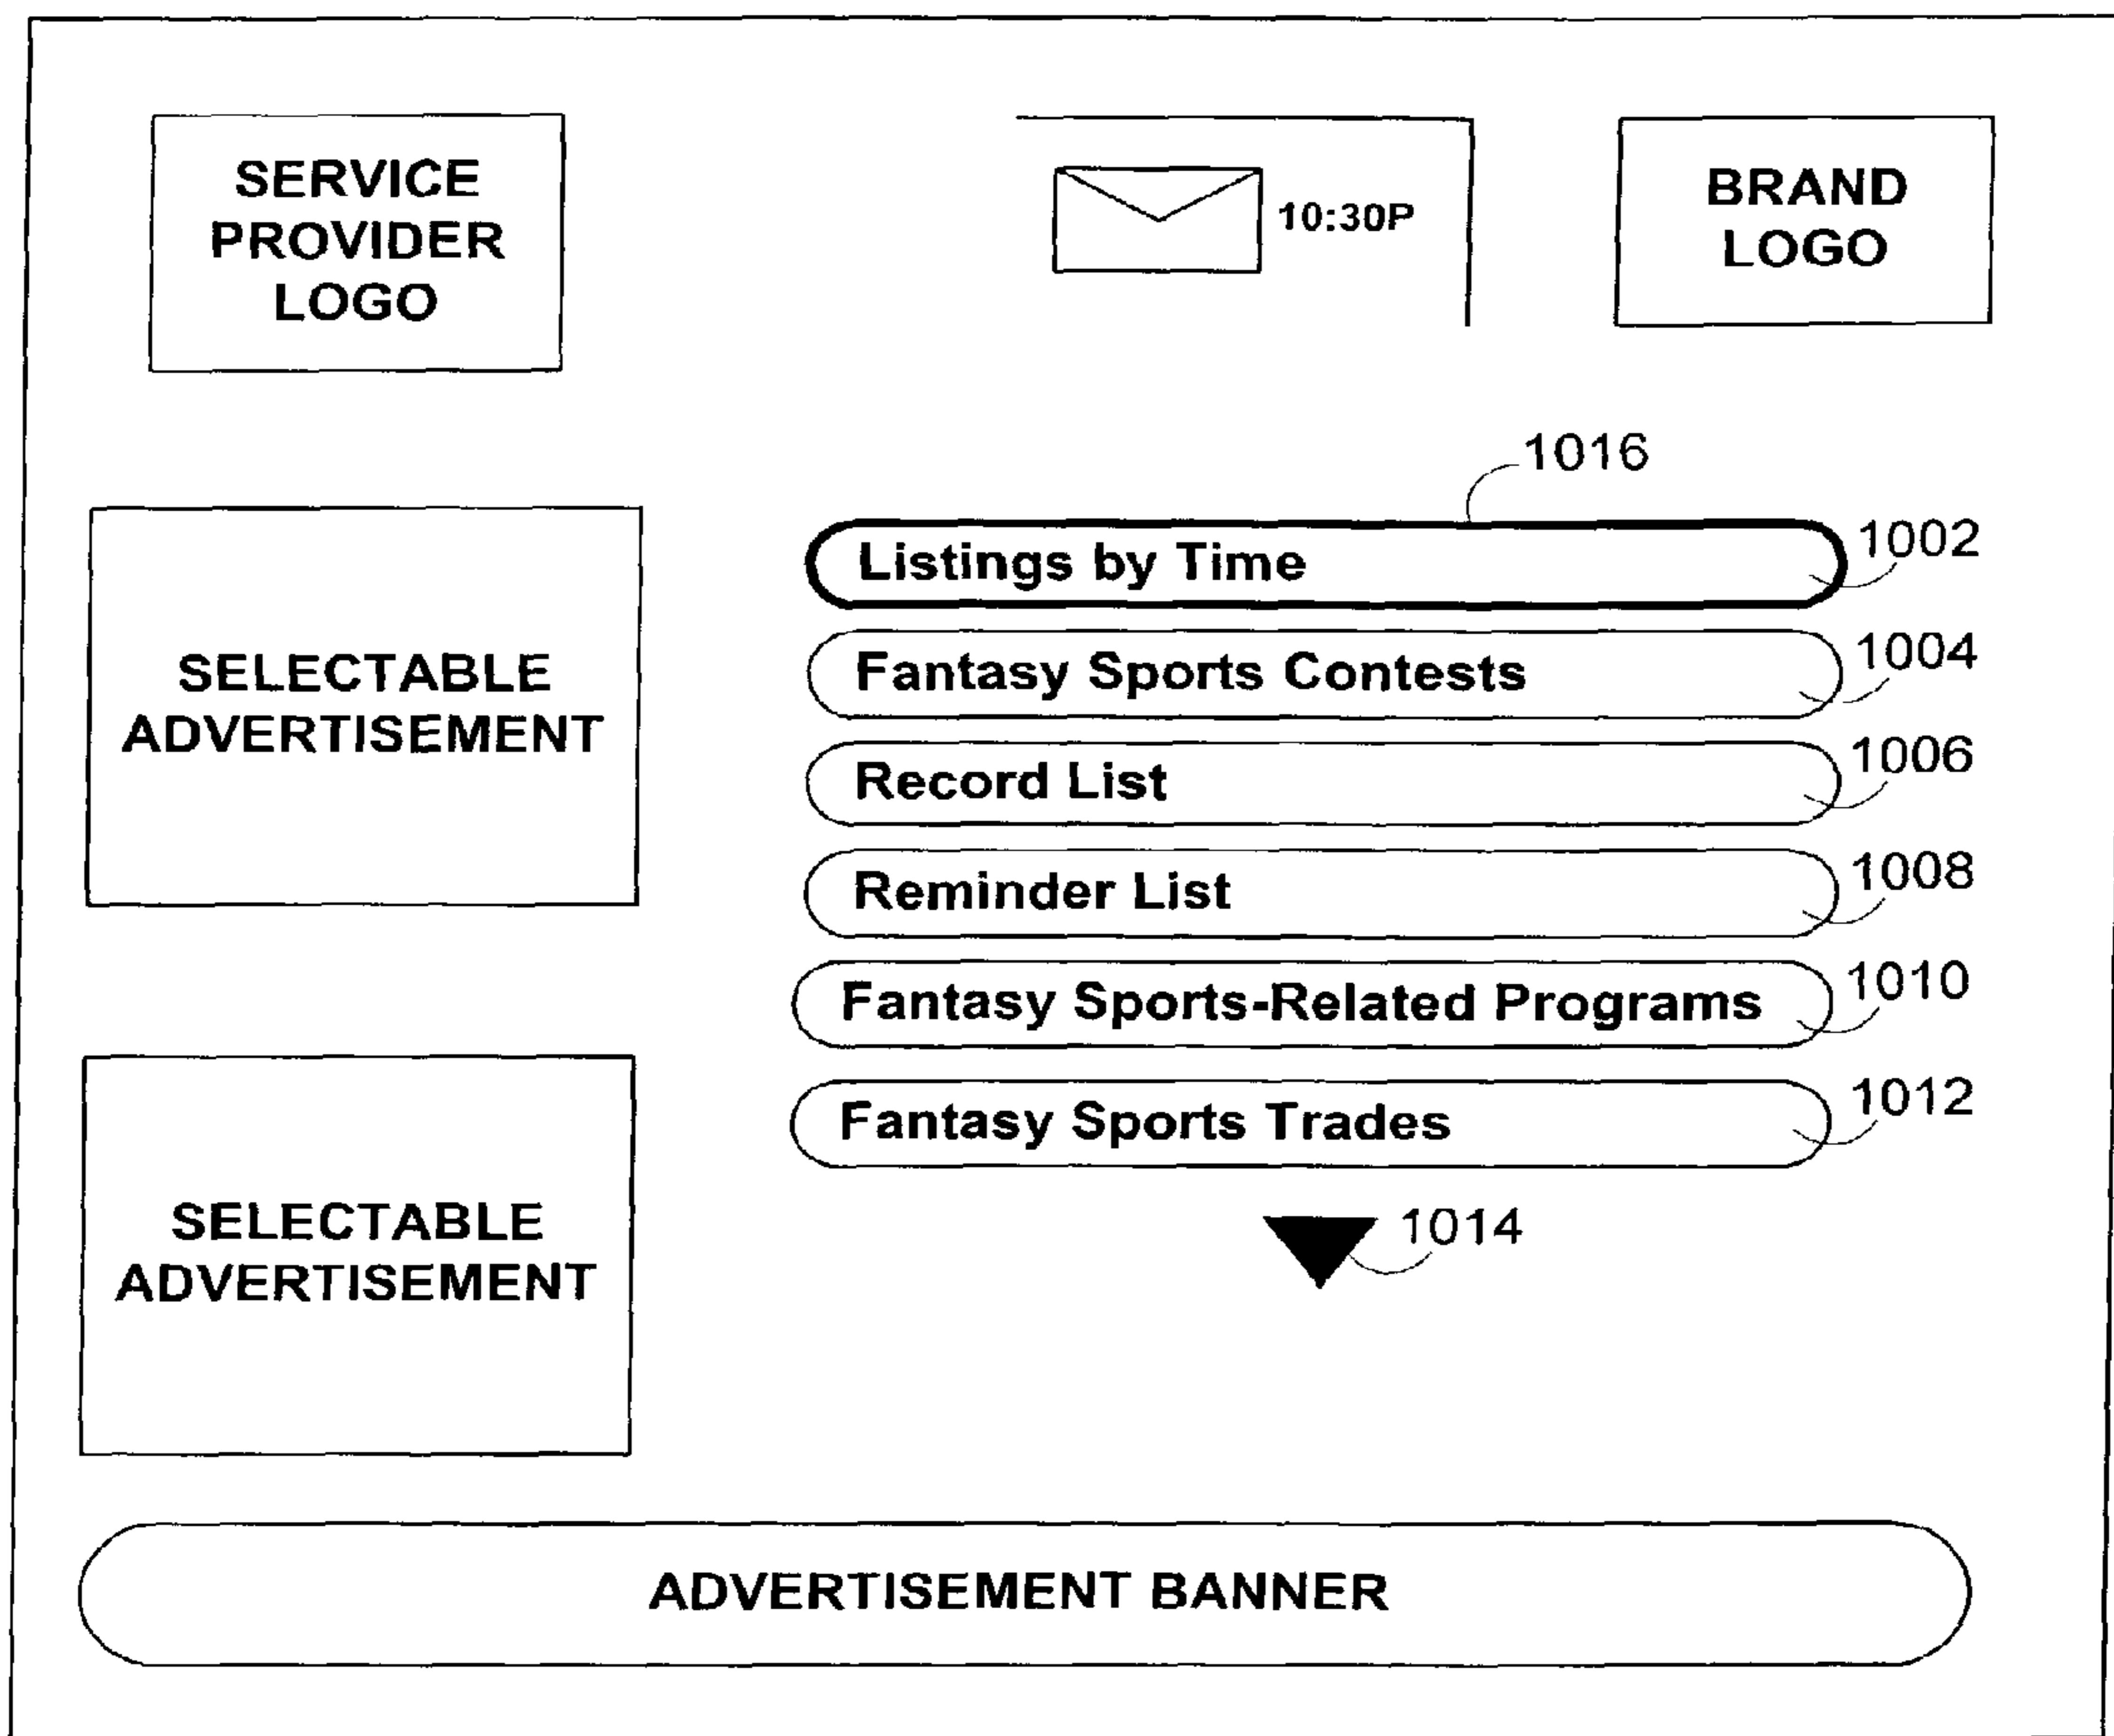 SERVICE
PROVIDER
LOGO
10:30P
BRAND
LOGO
1016
Listings by Time
1002
Fantasy Sports Contests
1004
Record List
1006
Reminder List
1008
Fantasy Sports-Related Programs
1010
Fantasy Sports Trades
1012
1014
SELECTABLE
ADVERTISEMENT
SELECTABLE
ADVERTISEMENT
ADVERTISEMENT BANNER